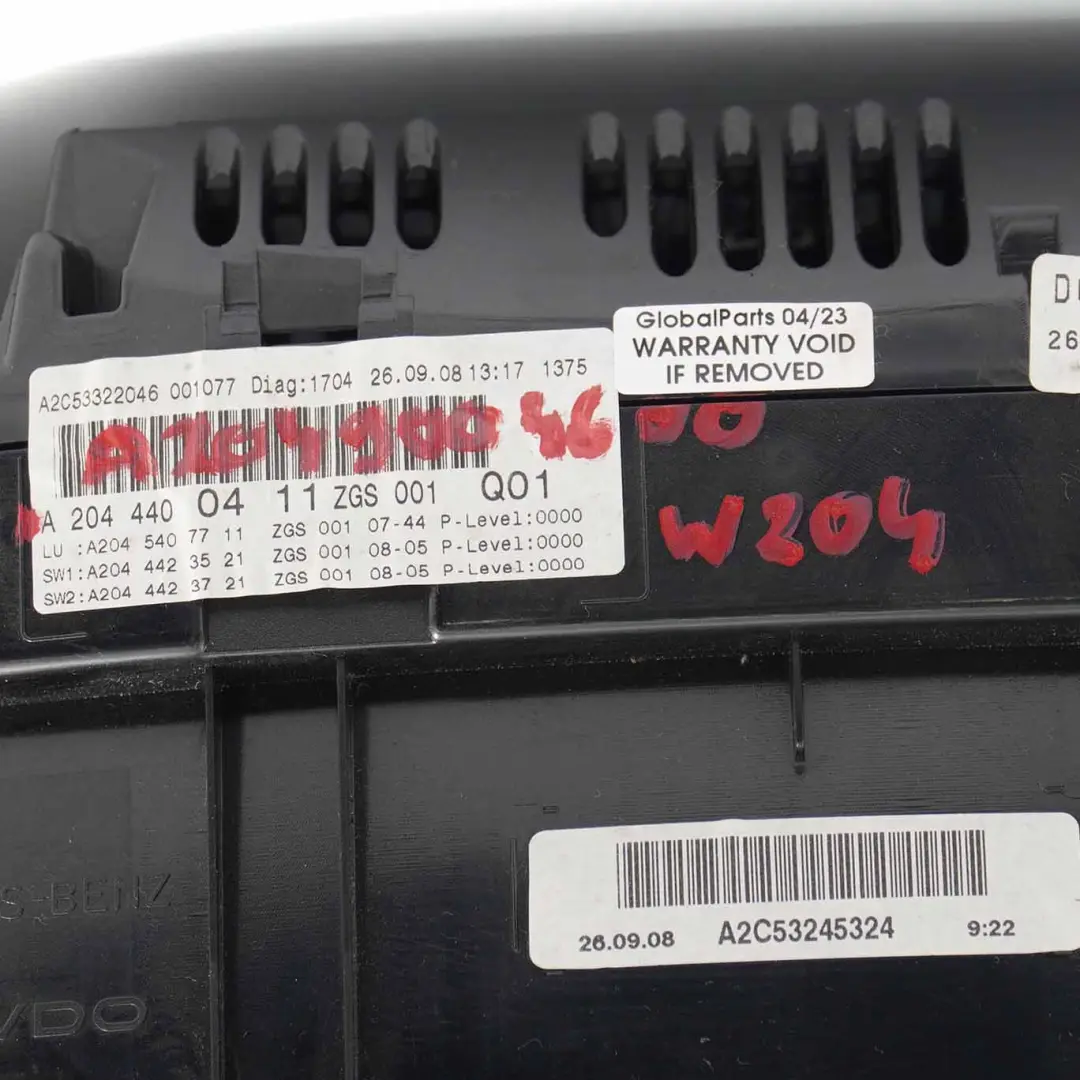 GlobalParts 04/23
WARRANTY VOID
IF REMOVED
26
A2C53322046 001077 Diag:1704 26.09.08 13:17 1375
A204900 46 00
A 204 440 04 11 ZGS 001 Q01
LU :A204 540 77 11 ZGS 001 07-44 P-Level:0000
SW1:A204 442 35 21 ZGS 001 08-05 P-Level:0000
SW2:A204 442 37 21 ZGS 001 08-05 P-Level:0000
W204
S-BENZ
VDO
26.09.08 A2C53245324 9:22